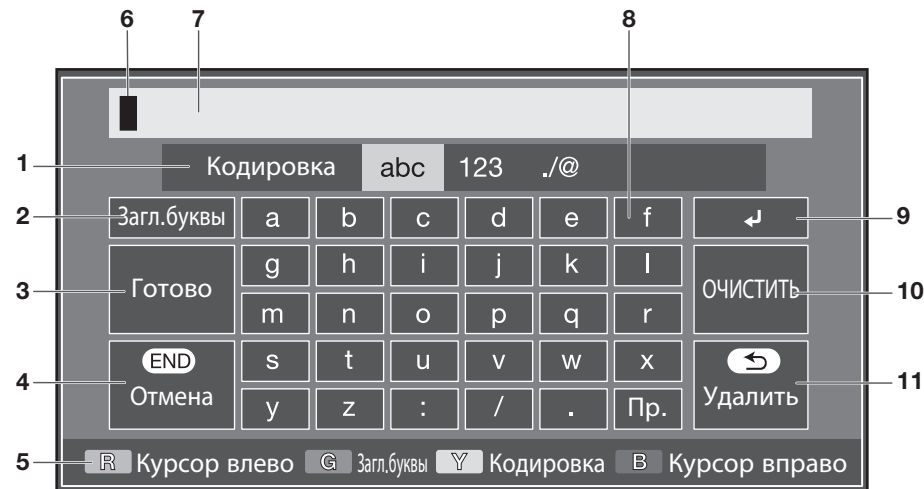 6 7 8
1 Кодировка abc 123 ./@
2 Загл.буквы a b c d e f 9
g h i j k l
3 Готово ОЧИСТИТЬ 10
m n o p q r
END s t u v w x
4 Отмена Удалить 11
y z : / . Пр.
5 R Курсор влево G Загл.буквы Y Кодировка B Курсор вправо